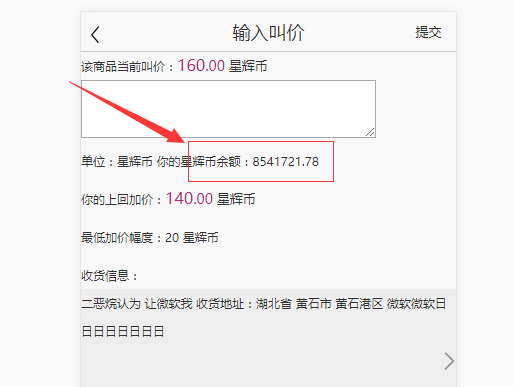 输入叫价 提交
该商品当前叫价：160.00 星辉币
单位：星辉币 你的星辉币余额：8541721.78
你的上回加价：140.00 星辉币
最低加价幅度：20 星辉币
收货信息：
二恶烷认为 让微软我 收货地址：湖北省 黄石市 黄石港区 微软微软日
日日日日日日日